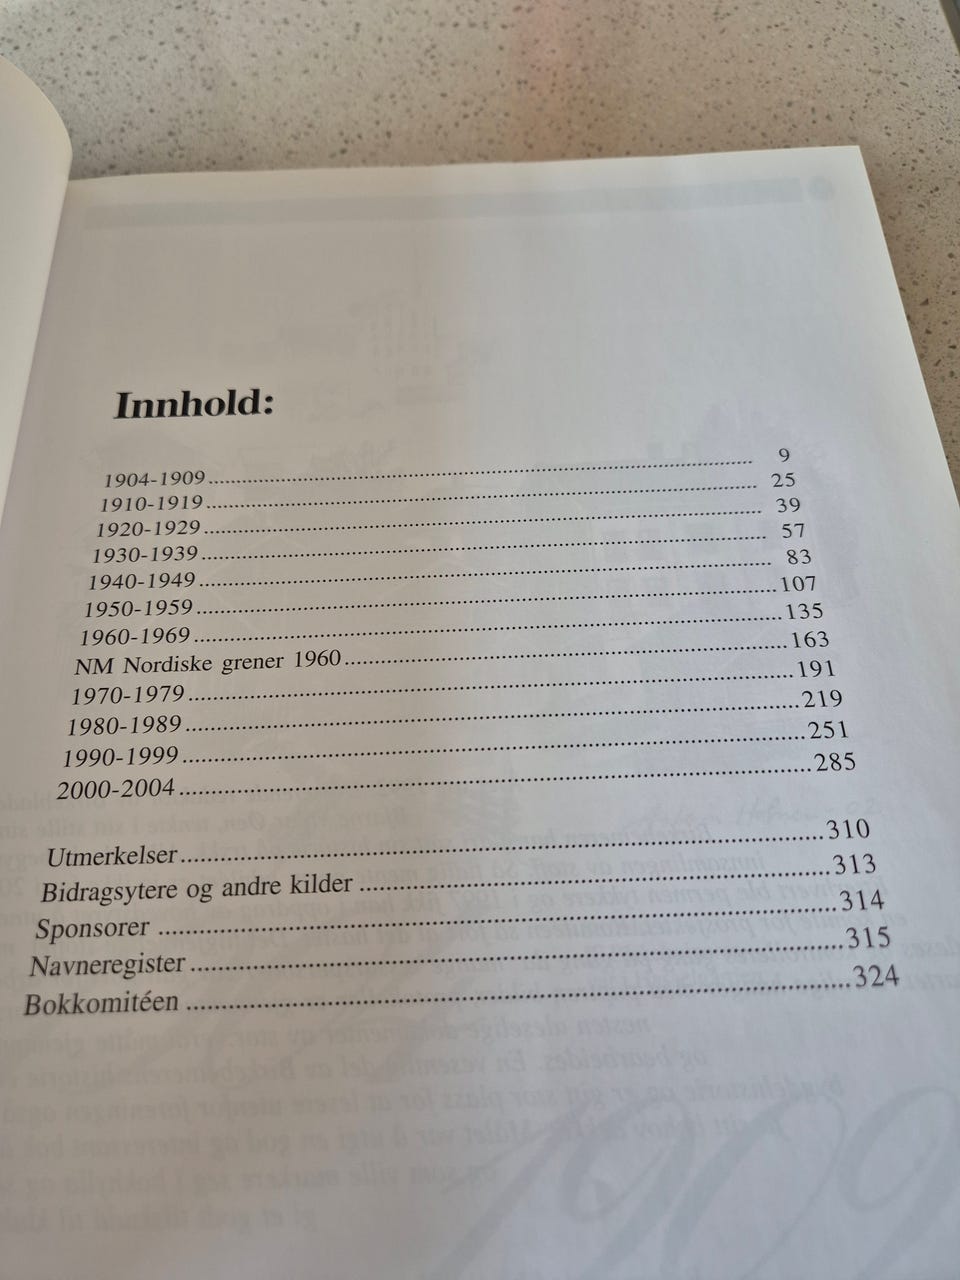 Innhold:
1904-1909 9
1910-1919 25
1920-1929 39
1930-1939 57
1940-1949 83
1950-1959 107
1960-1969 135
NM Nordiske grener 1960 163
1970-1979 191
1980-1989 219
1990-1999 251
2000-2004 285
Utmerkelser 310
Bidragsytere og andre kilder 313
Sponsorer 314
Navneregister 315
Bokkomitéen 324